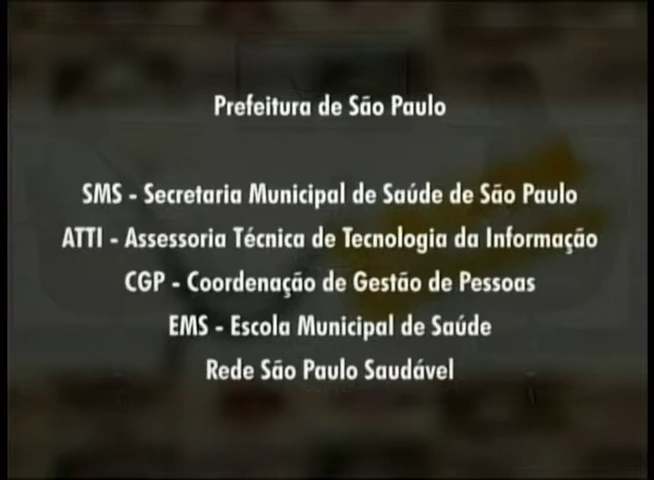 Prefeitura de São Paulo
SMS - Secretaria Municipal de Saúde de São Paulo
ATTI - Assessoria Técnica de Tecnologia da Informação
CGP - Coordenação de Gestão de Pessoas
EMS - Escola Municipal de Saúde
Rede São Paulo Saudável